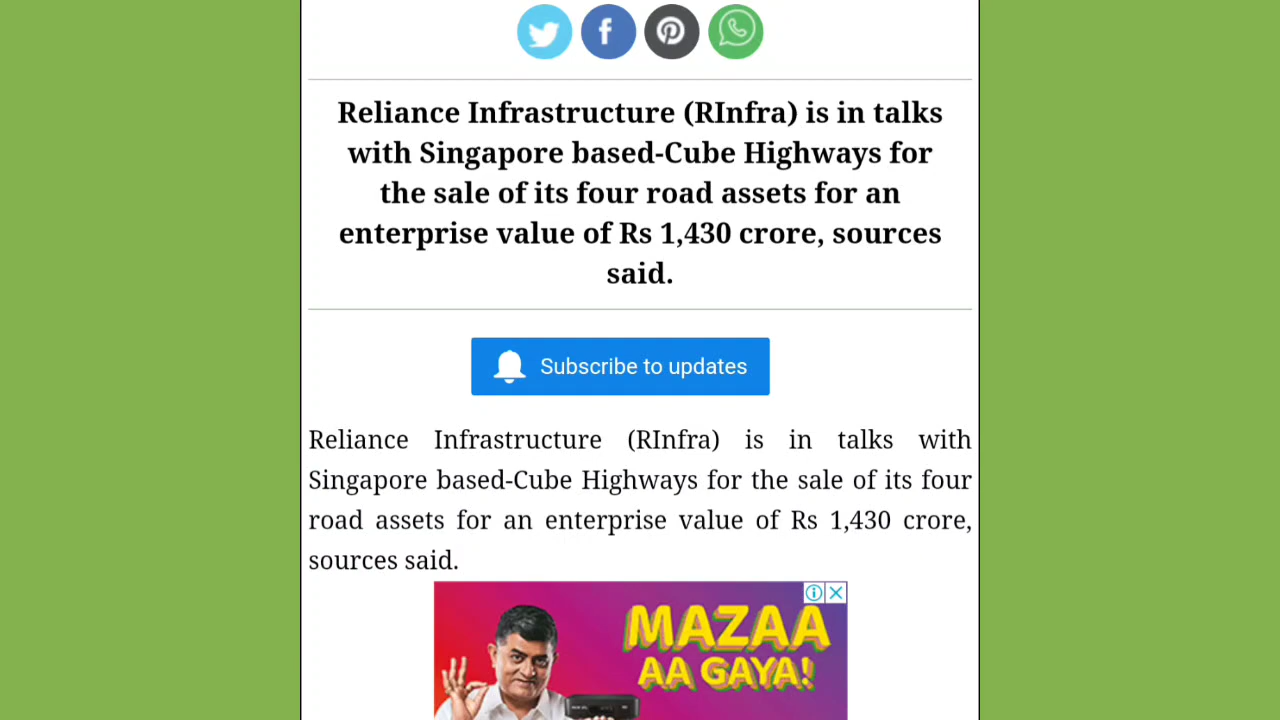 Reliance Infrastructure (RInfra) is in talks
with Singapore based-Cube Highways for
the sale of its four road assets for an
enterprise value of Rs 1,430 crore, sources
said.
Subscribe to updates
Reliance Infrastructure (RInfra) is in talks with
Singapore based-Cube Highways for the sale of its four
road assets for an enterprise value of Rs 1,430 crore,
sources said.
MAZAA
AA GAYA!